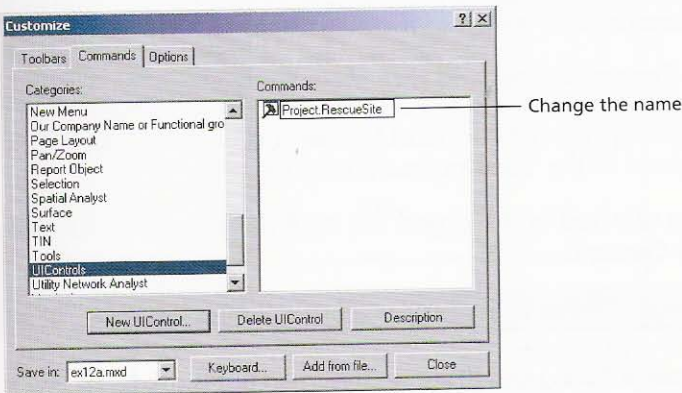 Customize
Toolbars
Commands
Options
Categories:
New Menu
Our Company Name or Functional gro
Page Layout
Pan/Zoom
Report Object
Selection
Spatial Analyst
Surface
Text
TIN
Tools
UIControls
Utility Network Analyst
Commands:
Project.RescueSite
Change the name
New UIControl...
Delete UIControl
Description
Save in:
ex12a.mxd
Keyboard...
Add from file...
Close